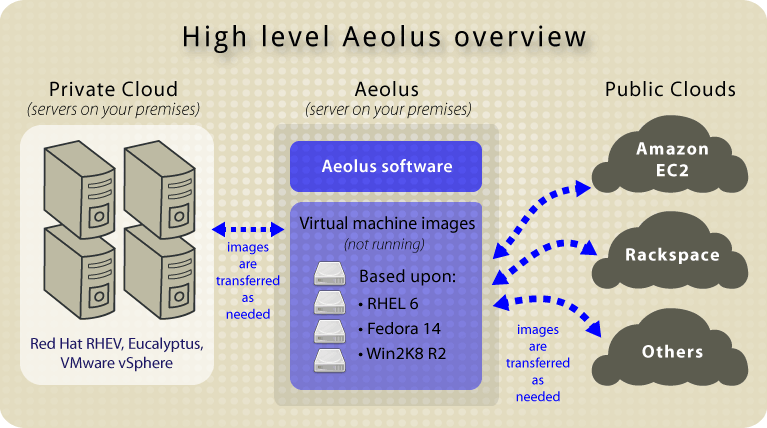 High level Aeolus overview
Private Cloud
(servers on your premises)
Red Hat RHEV, Eucalyptus,
VMware vSphere
images
are
transferred
as
needed
Aeolus
(server on your premises)
Aeolus software
Virtual machine images
(not running)
Based upon:
• RHEL 6
• Fedora 14
• Win2K8 R2
images
are
transferred
as
needed
Public Clouds
Amazon
EC2
Rackspace
Others